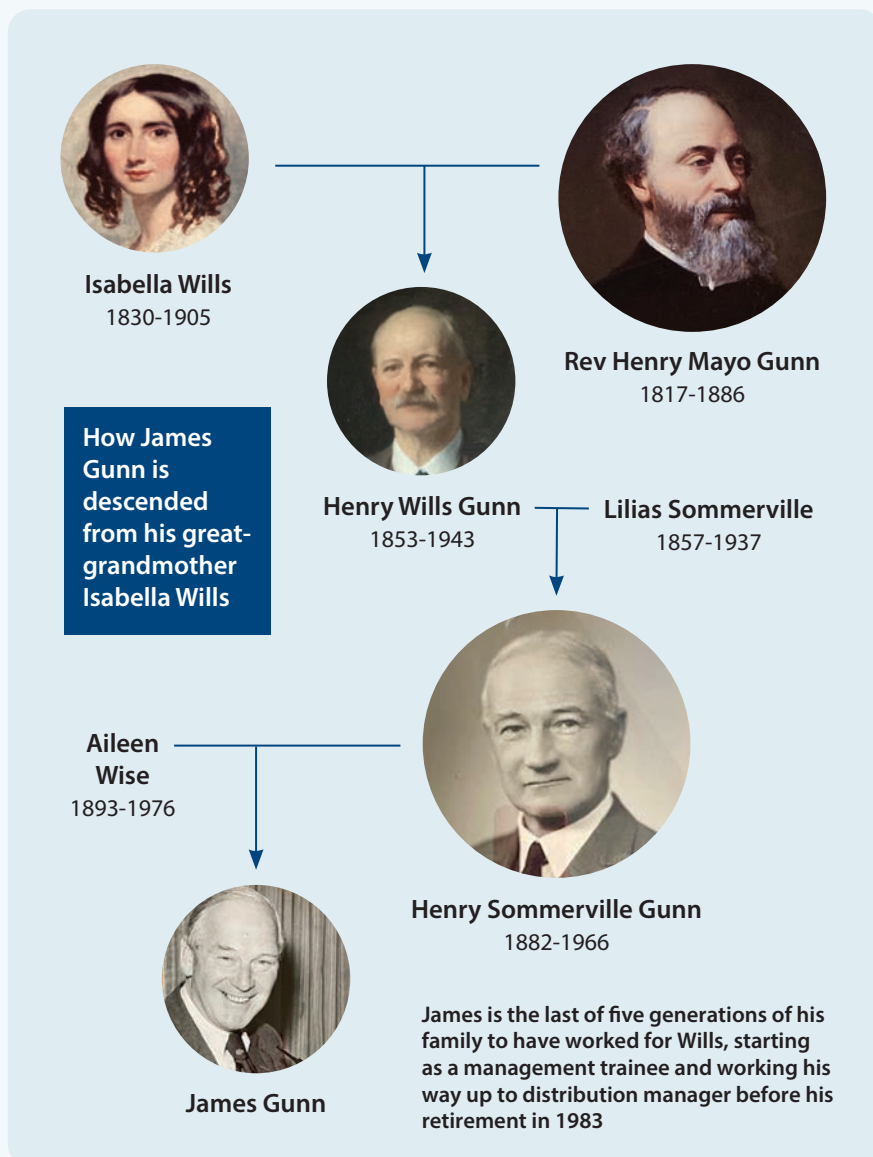 Isabella Wills
1830-1905
Rev Henry Mayo Gunn
1817-1886
How James
Gunn is
descended
from his great-
grandmother
Isabella Wills
Henry Wills Gunn
1853-1943
Lilias Sommerville
1857-1937
Aileen
Wise
1893-1976
Henry Sommerville Gunn
1882-1966
James Gunn
James is the last of five generations of his
family to have worked for Wills, starting
as a management trainee and working his
way up to distribution manager before his
retirement in 1983